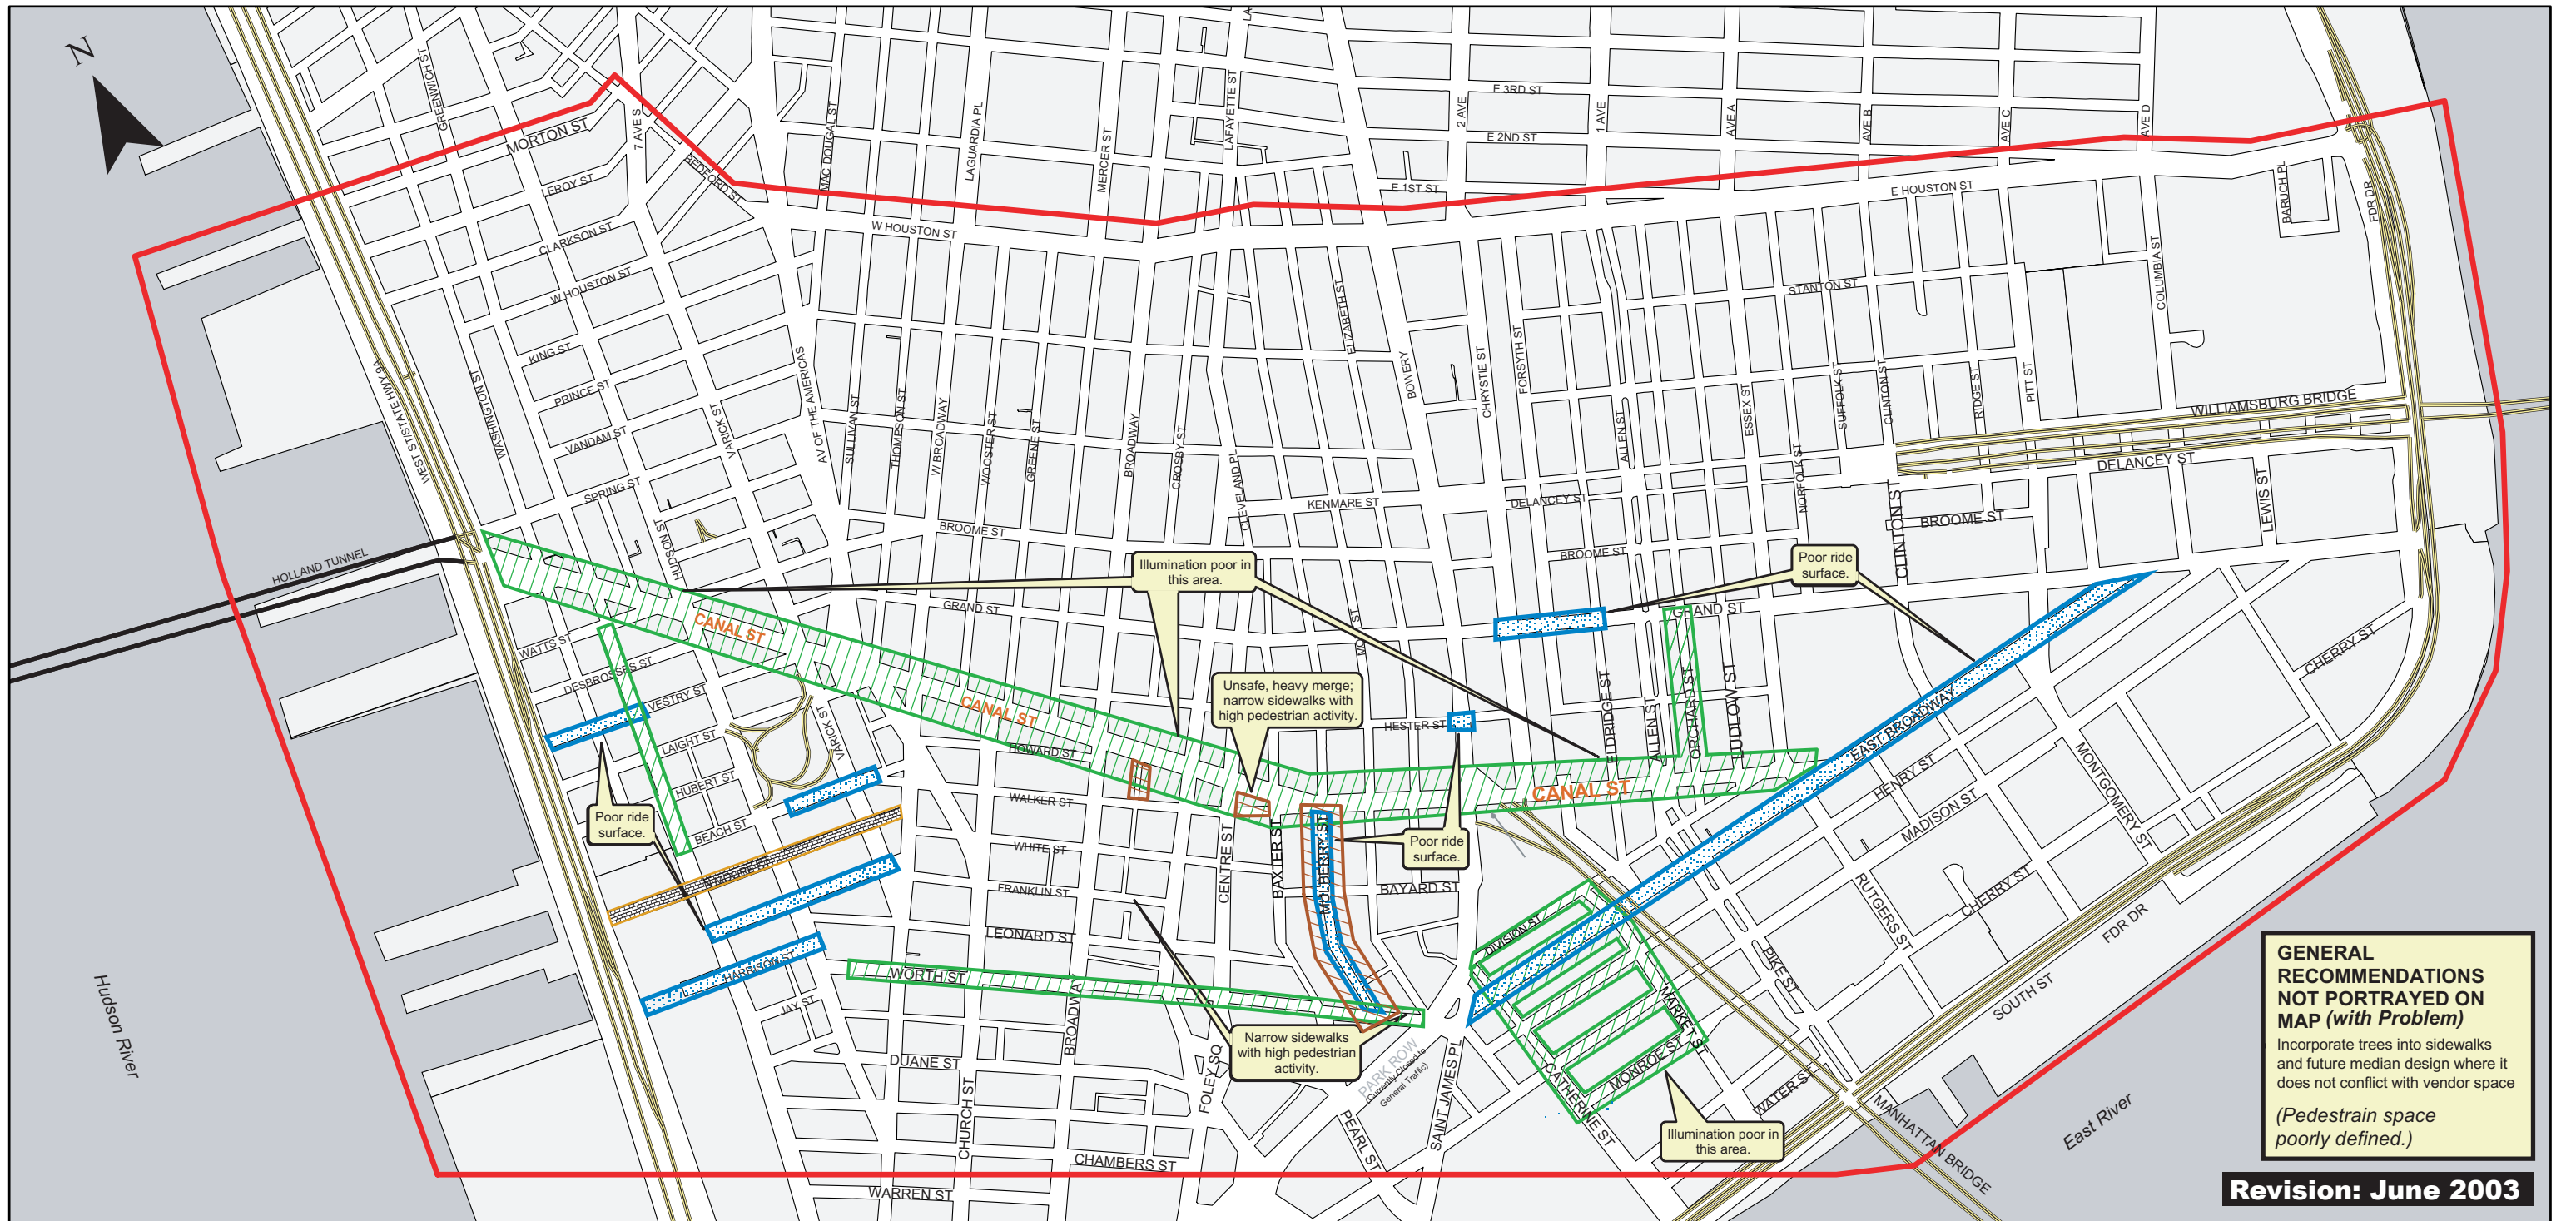 N
GREENWICH ST
MORTON ST
7 AVE S
BEDFORD ST
MAC DOUGAL ST
LAGUARDIA PL
MERCER ST
LAFAYETTE ST
LA
2 AVE
E 3RD ST
E 2ND ST
E 1ST ST
1 AVE
AVE A
AVE B
AVE C
AVE D
E HOUSTON ST
BARUCH PL
FDR DR
LEROY ST
CLARKSON ST
W HOUSTON ST
W HOUSTON ST
KING ST
PRINCE ST
VANDAM ST
SPRING ST
WEST ST/STATE HWY 9A
WASHINGTON ST
VARICK ST
HUDSON ST
AV OF THE AMERICAS
SULLIVAN ST
THOMPSON ST
W BROADWAY
WOOSTER ST
GREENE ST
BROADWAY
CROSBY ST
CLEVELAND PL
ELIZABETH ST
BOWERY
CHRYSTIE ST
FORSYTH ST
ALLEN ST
ESSEX ST
NORFOLK ST
SUFFOLK ST
CLINTON ST
RIDGE ST
PITT ST
STANTON ST
COLUMBIA ST
WILLIAMSBURG BRIDGE
DELANCEY ST
LEWIS ST
BROOME ST
CLINTON ST
KENMARE ST
DELANCEY ST
BROOME ST
BROOME ST
HOLLAND TUNNEL
Illumination poor in
this area.
Poor ride
surface.
GRAND ST
GRAND ST
CANAL ST
CANAL ST
CANAL ST
WATTS ST
DESBROSSES ST
VESTRY ST
LAIGHT ST
HUBERT ST
BEACH ST
N MOORE ST
VARICK ST
HOWARD ST
WALKER ST
WHITE ST
FRANKLIN ST
LEONARD ST
WORTH ST
HARRISON ST
JAY ST
DUANE ST
CHURCH ST
BROADWAY
CHAMBERS ST
WARREN ST
Unsafe, heavy merge;
narrow sidewalks with
high pedestrian activity.
HESTER ST
ELDRIDGE ST
ALLEN ST
ORCHARD ST
LUDLOW ST
EAST BROADWAY
HENRY ST
MADISON ST
MONTGOMERY ST
CHERRY ST
CHERRY ST
RUTGERS ST
PIKE ST
FDR DR
SOUTH ST
Poor ride
surface.
Poor ride
surface.
CENTRE ST
BAXTER ST
MULBERRY ST
BAYARD ST
DIVISION ST
MARKET ST
MONROE ST
CATHERINE ST
WATER ST
MANHATTAN BRIDGE
Narrow sidewalks
with high pedestrian
activity.
FOLEY SQ
PARK ROW
(Currently Closed to
General Traffic)
PEARL ST
SAINT JAMES PL
Illumination poor in
this area.
Hudson River
East River
GENERAL
RECOMMENDATIONS
NOT PORTRAYED ON
MAP (with Problem)
Incorporate trees into sidewalks
and future median design where it
does not conflict with vendor space
(Pedestrain space
poorly defined.)
Revision: June 2003